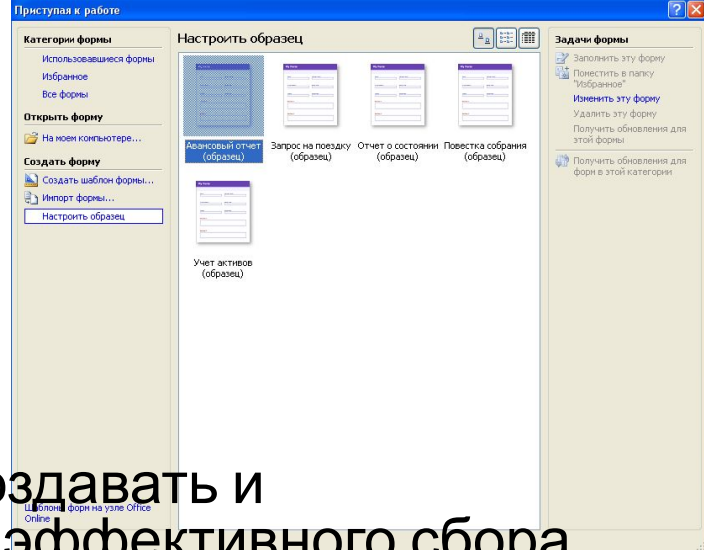 Приступая к работе
Категории формы
Использовавшиеся формы
Избранное
Все формы
Открыть форму
На моем компьютере...
Создать форму
Создать шаблон формы...
Импорт формы...
Настроить образец
Шаблоны форм на узле Office
Online
Настроить образец
Авансовый отчет
(образец)
Запрос на поездку
(образец)
Отчет о состоянии
(образец)
Повестка собрания
(образец)
Учет активов
(образец)
Задачи формы
Заполнить эту форму
Поместить в папку
"Избранное"
Изменить эту форму
Удалить эту форму
Получить обновления для
этой формы
Получить обновления для
форм в этой категории
здавать и
эффективного сбора